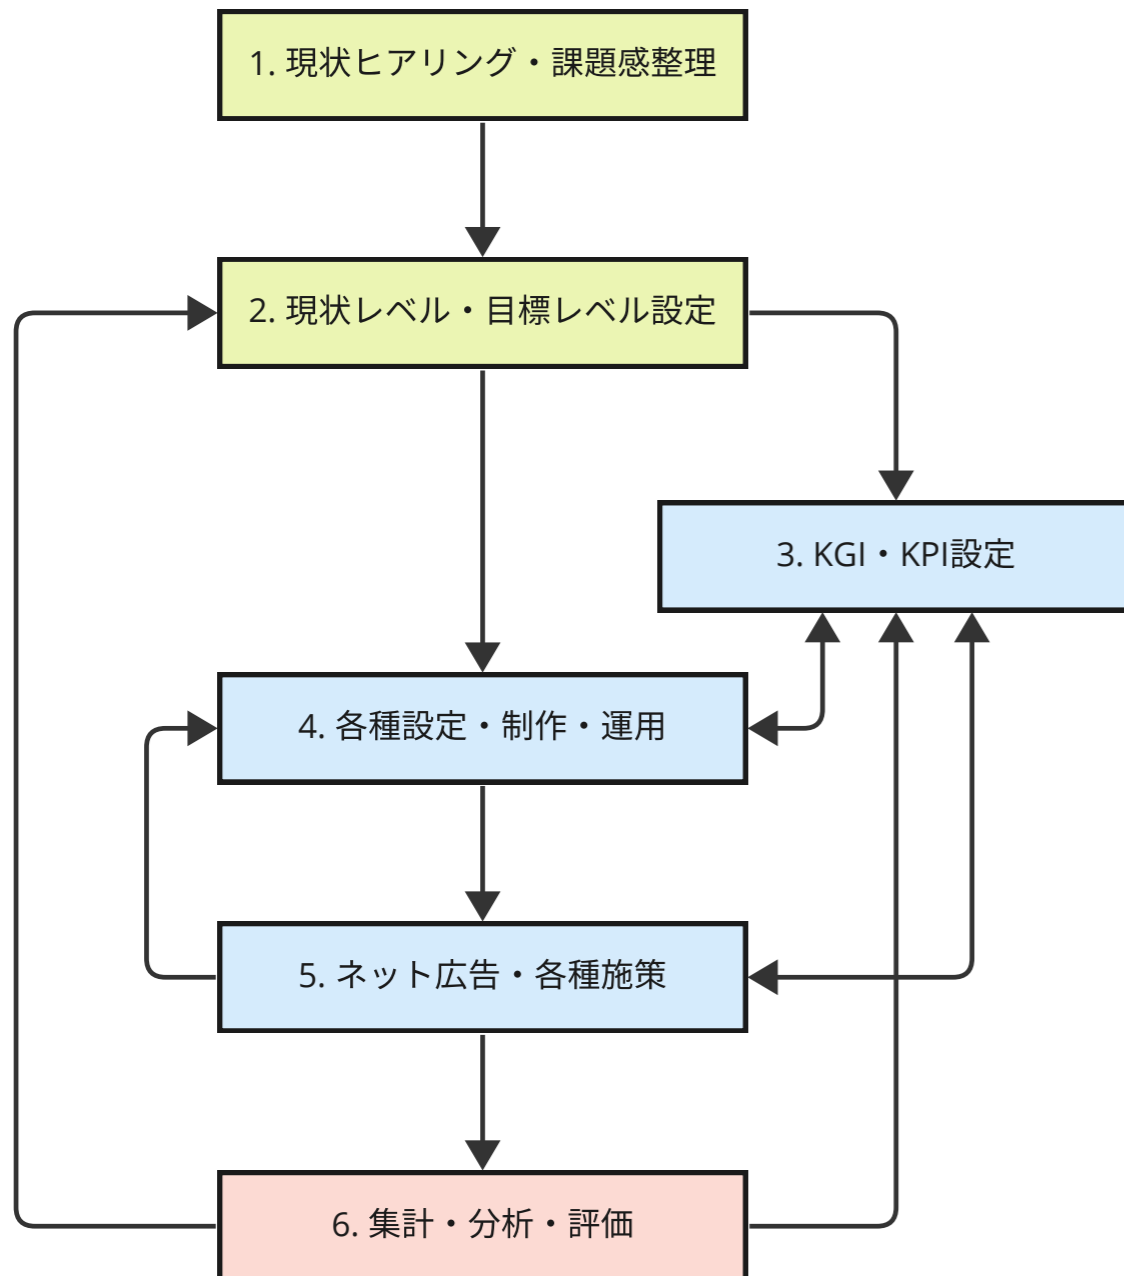 1. 現状ヒアリング・課題感整理
2. 現状レベル・目標レベル設定
3. KGI・KPI設定
4. 各種設定・制作・運用
5. ネット広告・各種施策
6. 集計・分析・評価